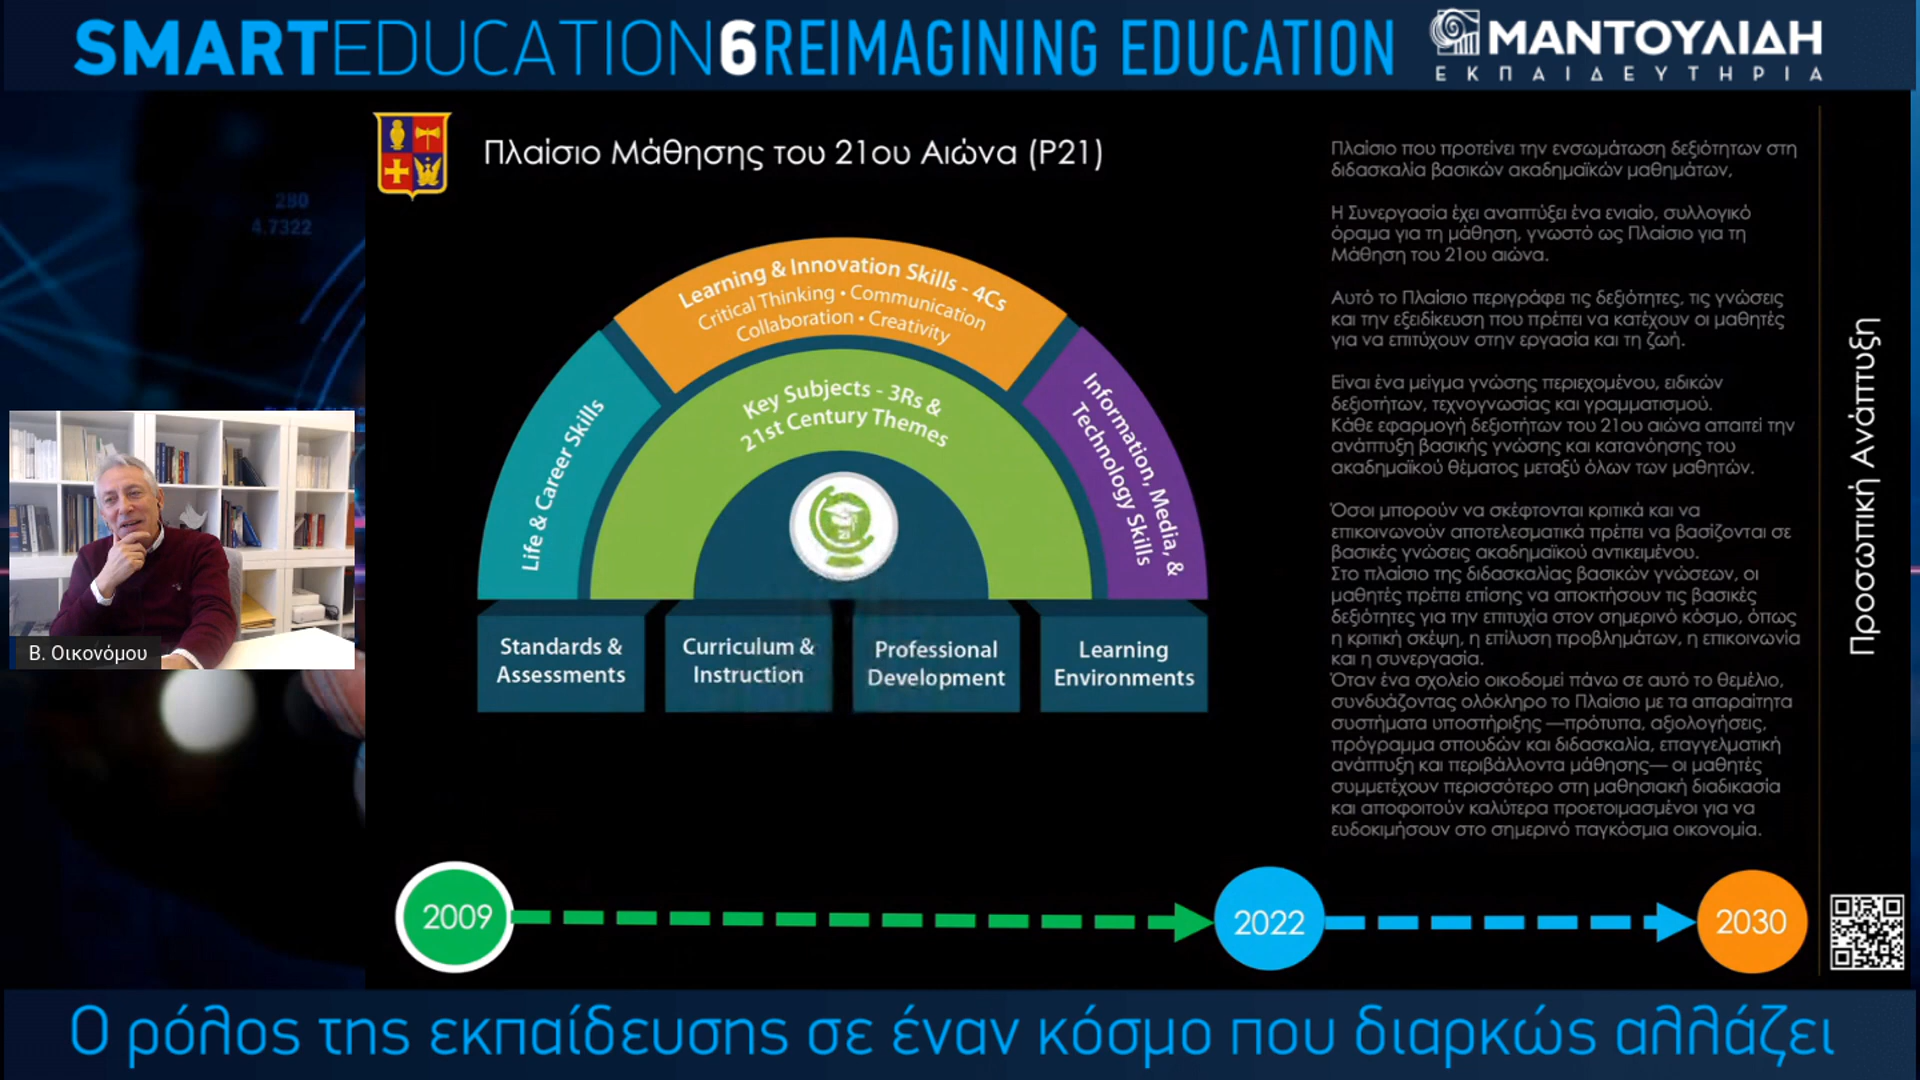 SMARTEDUCATION6REIMAGINING EDUCATION
ΜΑΝΤΟΥΛΙΔΗ
ΕΚΠΑΙΔΕΥΤΗΡΙΑ
Πλαίσιο Μάθησης του 21ου Αιώνα (P21)
280
4.7322
Learning & Innovation Skills - 4Cs
Critical Thinking • Communication
Collaboration • Creativity
Life & Career Skills
Key Subjects - 3Rs &
21st Century Themes
Information, Media, &
Technology Skills
21
Standards &
Assessments
Curriculum &
Instruction
Professional
Development
Learning
Environments
Β. Οικονόμου
Πλαίσιο που προτείνει την ενσωμάτωση δεξιότητων στη
διδασκαλία βασικών ακαδημαϊκών μαθημάτων,
Η Συνεργασία έχει αναπτύξει ένα ενιαίο, συλλογικό
όραμα για τη μάθηση, γνωστό ως Πλαίσιο για τη
Μάθηση του 21ου αιώνα.
Αυτό το Πλαίσιο περιγράφει τις δεξιότητες, τις γνώσεις
και την εξειδίκευση που πρέπει να κατέχουν οι μαθητές
για να επιτύχουν στην εργασία και τη ζωή.
Είναι ένα μείγμα γνώσης περιεχομένου, ειδικών
δεξιοτήτων, τεχνογνωσίας και γραμματισμού.
Κάθε εφαρμογή δεξιοτήτων του 21ου αιώνα απαιτεί την
ανάπτυξη βασικής γνώσης και κατανόησης του
ακαδημαϊκού θέματος μεταξύ όλων των μαθητών.
Όσοι μπορούν να σκέφτονται κριτικά και να
επικοινωνούν αποτελεσματικά πρέπει να βασίζονται σε
βασικές γνώσεις ακαδημαϊκού αντικειμένου.
Στο πλαίσιο της διδασκαλίας βασικών γνώσεων, οι
μαθητές πρέπει επίσης να αποκτήσουν τις βασικές
δεξιότητες για την επιτυχία στον σημερινό κόσμο, όπως
η κριτική σκέψη, η επίλυση προβλημάτων, η επικοινωνία
και η συνεργασία.
Όταν ένα σχολείο οικοδομεί πάνω σε αυτό το θεμέλιο,
συνδυάζοντας ολόκληρο το Πλαίσιο με τα απαραίτητα
συστήματα υποστήριξης —πρότυπα, αξιολογήσεις,
πρόγραμμα σπουδών και διδασκαλία, επαγγελματική
ανάπτυξη και περιβάλλοντα μάθησης— οι μαθητές
συμμετέχουν περισσότερο στη μαθησιακή διαδικασία
και αποφοιτούν καλύτερα προετοιμασμένοι για να
ευδοκιμήσουν στο σημερινό παγκόσμια οικονομία.
Προσωπική Ανάπτυξη
2009
2022
2030
Ο ρόλος της εκπαίδευσης σε έναν κόσμο που διαρκώς αλλάζει